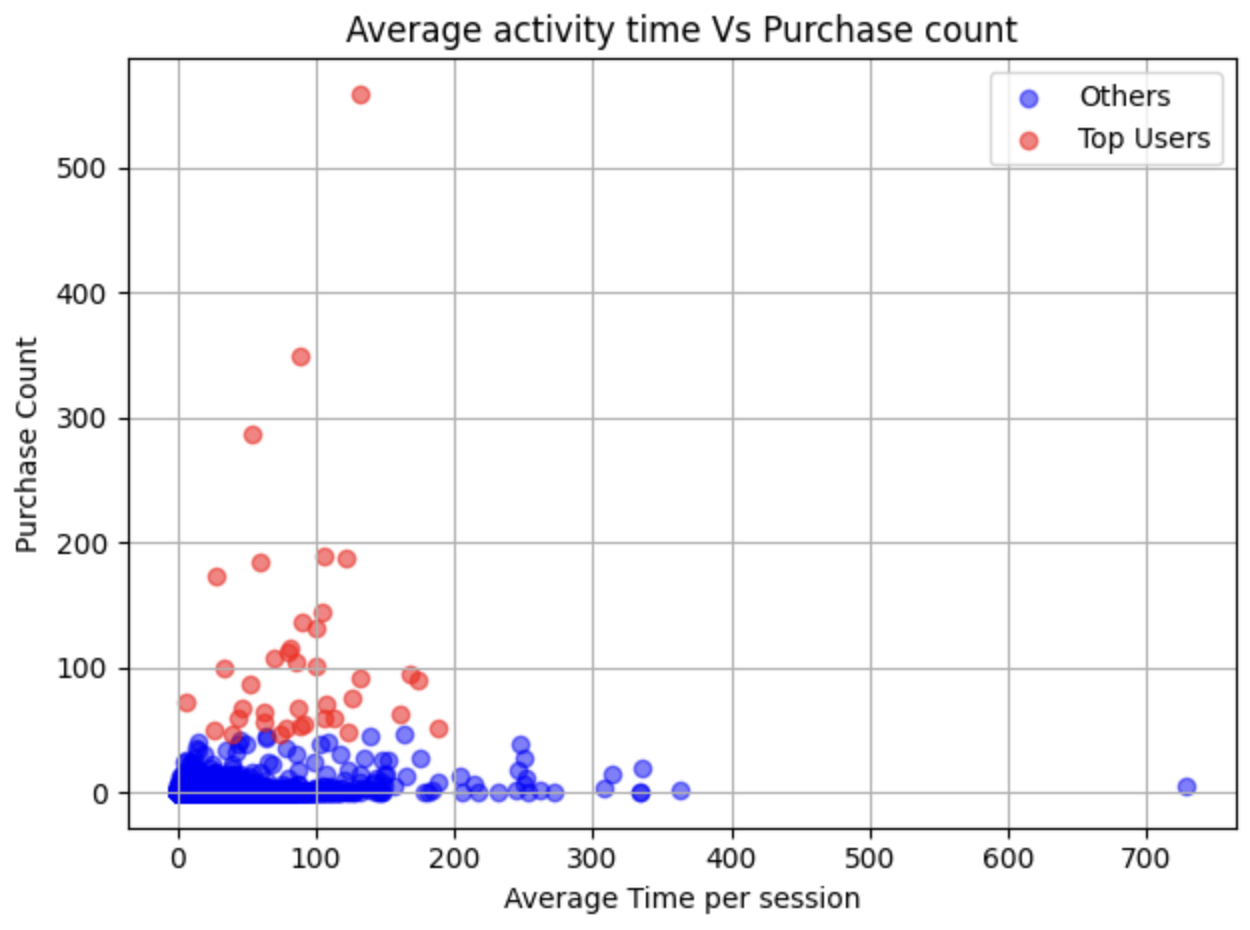 Average activity time Vs Purchase count
Others
Top Users
500
400
300
200
100
0
Purchase Count
0 100 200 300 400 500 600 700
Average Time per session